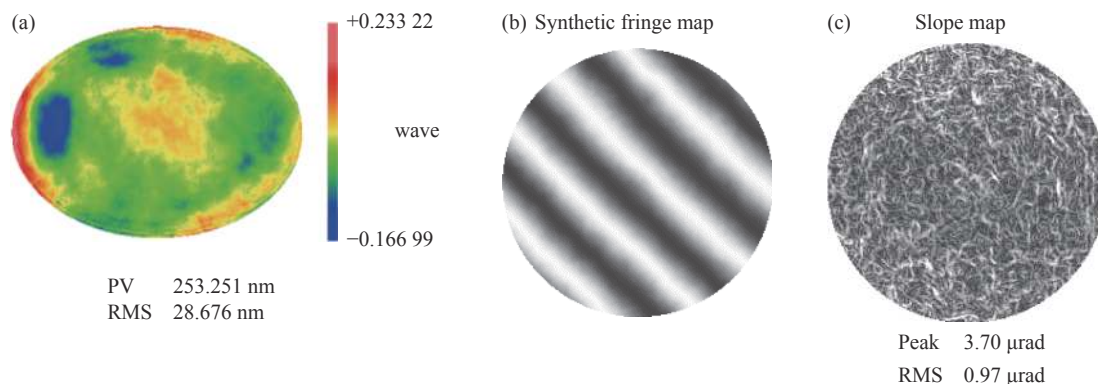 (a)
+0.233 22
wave
−0.166 99
PV 253.251 nm
RMS 28.676 nm
(b) Synthetic fringe map
(c) Slope map
Peak 3.70 μrad
RMS 0.97 μrad